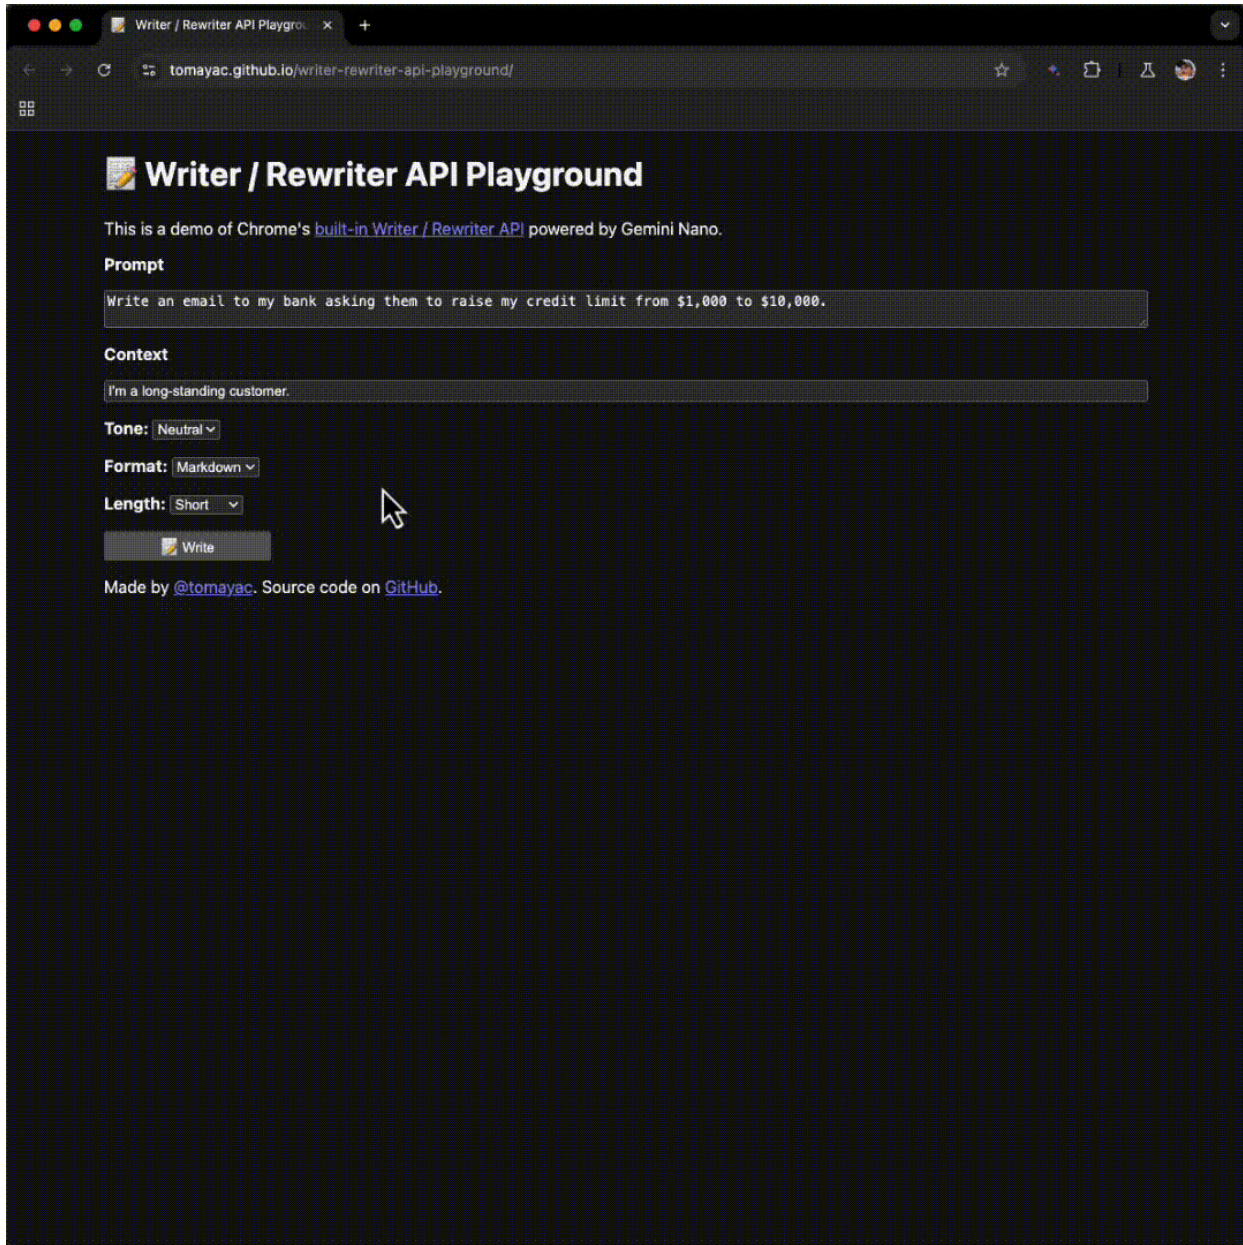 Writer / Rewriter API Playgrou
tomayac.github.io/writer-rewriter-api-playground/
Writer / Rewriter API Playground
This is a demo of Chrome's built-in Writer / Rewriter API powered by Gemini Nano.
Prompt
Write an email to my bank asking them to raise my credit limit from $1,000 to $10,000.
Context
I'm a long-standing customer.
Tone: Neutral
Format: Markdown
Length: Short
Write
Made by @tomayac. Source code on GitHub.